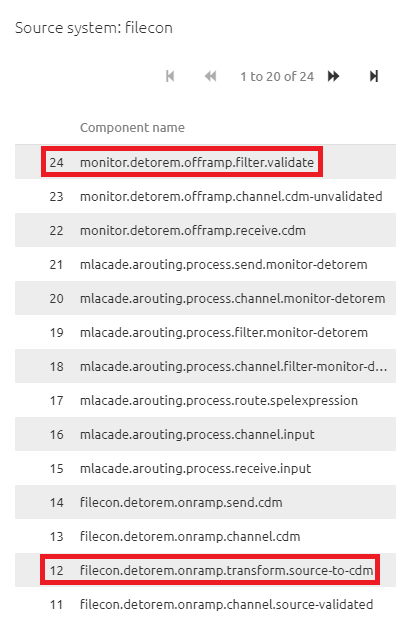 Source system: filecon
1 to 20 of 24
Component name
24 monitor.detorem.offramp.filter.validate
23 monitor.detorem.offramp.channel.cdm-unvalidated
22 monitor.detorem.offramp.receive.cdm
21 mlacade.arouting.process.send.monitor-detorem
20 mlacade.arouting.process.channel.monitor-detorem
19 mlacade.arouting.process.filter.monitor-detorem
18 mlacade.arouting.process.channel.filter-monitor-d...
17 mlacade.arouting.process.route.spelexpression
16 mlacade.arouting.process.channel.input
15 mlacade.arouting.process.receive.input
14 filecon.detorem.onramp.send.cdm
13 filecon.detorem.onramp.channel.cdm
12 filecon.detorem.onramp.transform.source-to-cdm
11 filecon.detorem.onramp.channel.source-validated